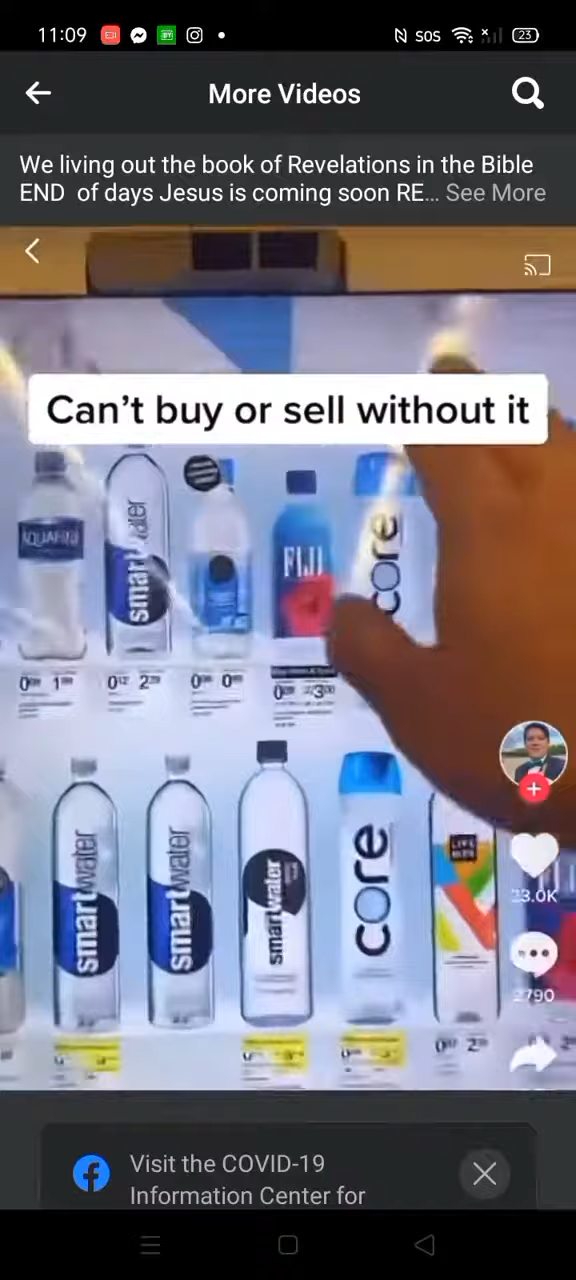 11:09
SOS
23
More Videos
We living out the book of Revelations in the Bible
END of days Jesus is coming soon RE... See More
Can't buy or sell without it
AQUAFINA
smartwater
FIJI
core
smartwater
smartwater
smartwater
core
LIFE
WTR
23.0K
2790
Visit the COVID-19
Information Center for